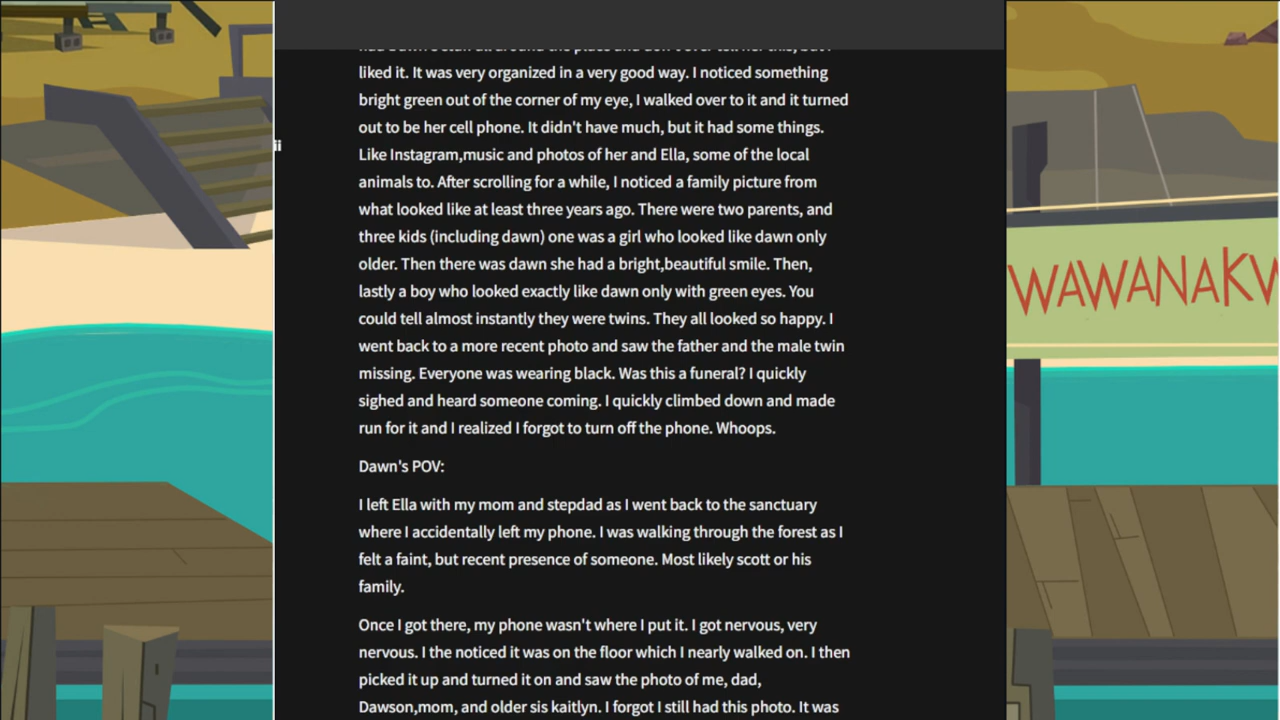 liked it. It was very organized in a very good way. I noticed something
bright green out of the corner of my eye, I walked over to it and it turned
out to be her cell phone. It didn't have much, but it had some things.
Like Instagram,music and photos of her and Ella, some of the local
animals to. After scrolling for a while, I noticed a family picture from
what looked like at least three years ago. There were two parents, and
three kids (including dawn) one was a girl who looked like dawn only
older. Then there was dawn she had a bright,beautiful smile. Then,
lastly a boy who looked exactly like dawn only with green eyes. You
could tell almost instantly they were twins. They all looked so happy. I
went back to a more recent photo and saw the father and the male twin
missing. Everyone was wearing black. Was this a funeral? I quickly
sighed and heard someone coming. I quickly climbed down and made
run for it and I realized I forgot to turn off the phone. Whoops.
Dawn's POV:
I left Ella with my mom and stepdad as I went back to the sanctuary
where I accidentally left my phone. I was walking through the forest as I
felt a faint, but recent presence of someone. Most likely scott or his
family.
Once I got there, my phone wasn't where I put it. I got nervous, very
nervous. I the noticed it was on the floor which I nearly walked on. I then
picked it up and turned it on and saw the photo of me, dad,
Dawson,mom, and older sis kaitlyn. I forgot I still had this photo. It was
ii
WAWANAKW